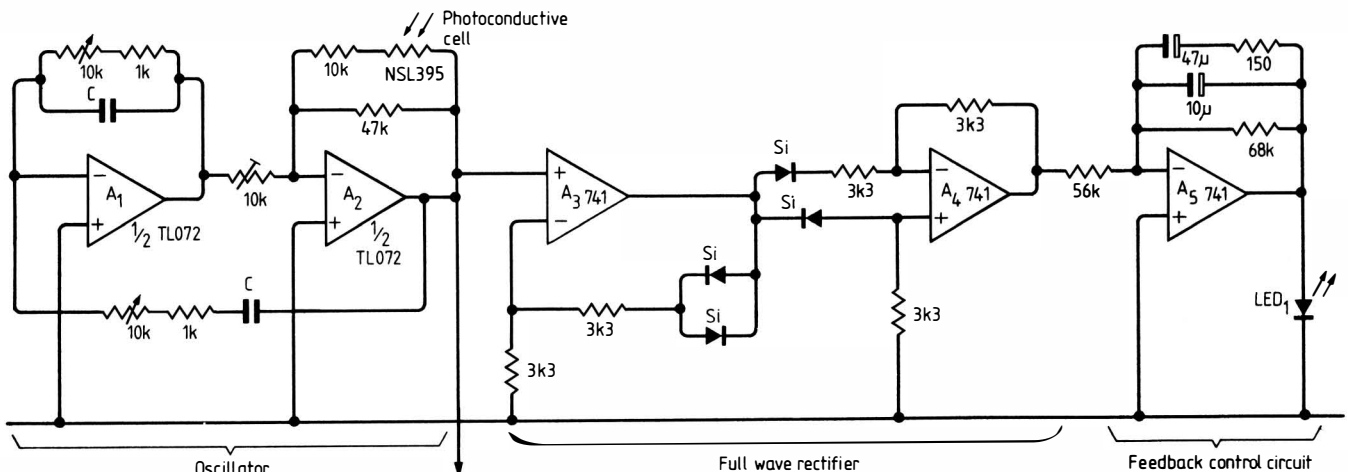 Photoconductive
cell
10k
1k
C
10k
NSL395
47k
−
A1
+
1/2 TL072
10k
−
A2
+
1/2
TL072
10k
1k
C
+
A3 741
−
Si
3k3
Si
Si
Si
3k3
3k3
3k3
−
A4 741
+
3k3
56k
47µ
150
10µ
68k
−
A5 741
+
LED1
Oscillator
Full wave rectifier
Feedback control circuit